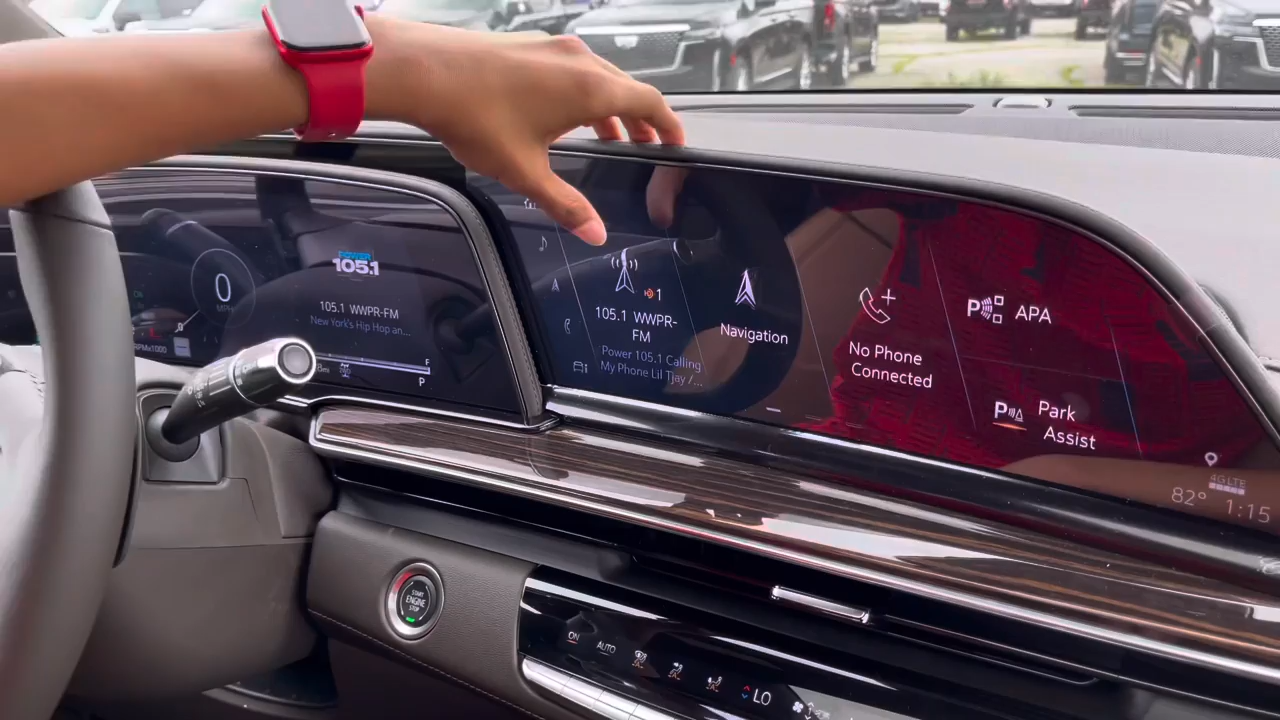 POWER
105.1
0
MPH
105.1 WWPR-FM
New York's Hip Hop an...
RPMx1000
F
P
1
105.1 WWPR-
FM
Power 105.1 Calling
My Phone Lil Tjay /...
Navigation
No Phone
Connected
APA
Park
Assist
4G LTE
82° 1:15
START
ENGINE
STOP
ON
AUTO
LO